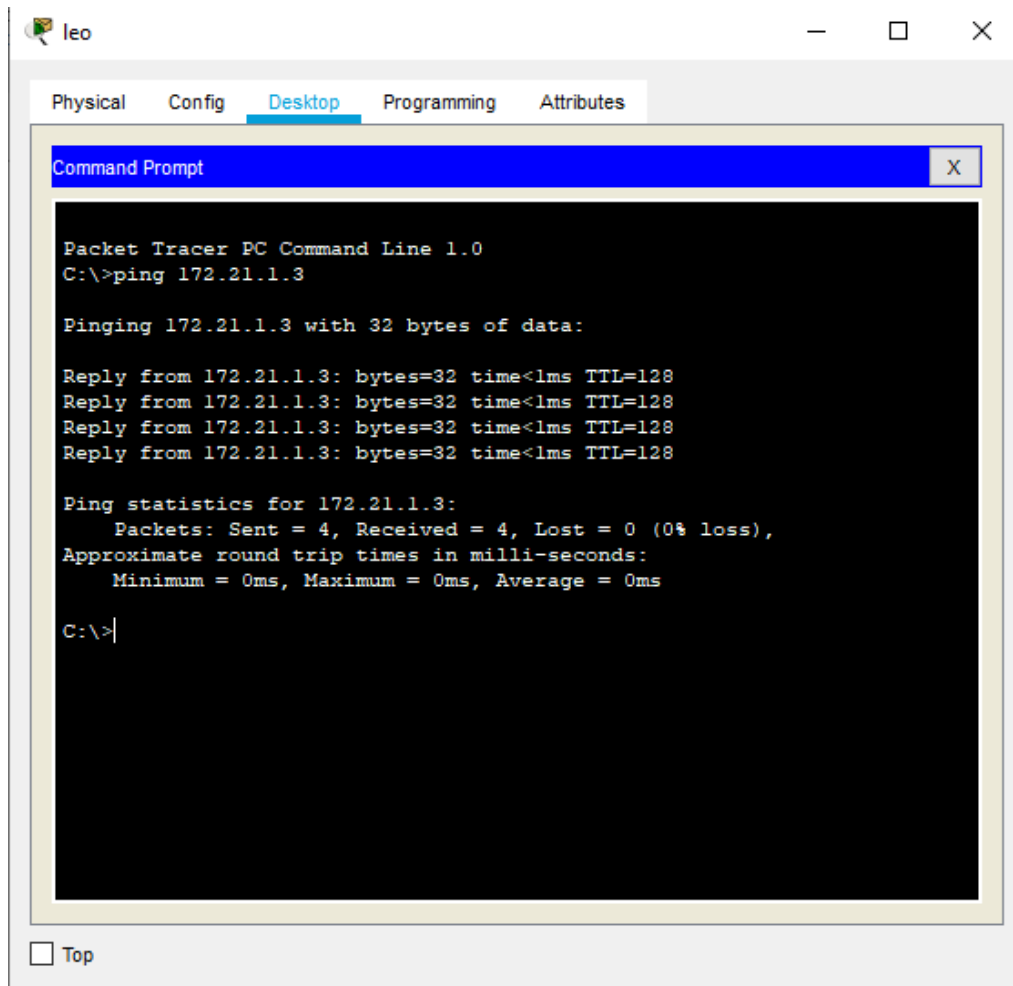 leo
Physical Config Desktop Programming Attributes
Command Prompt
X
Packet Tracer PC Command Line 1.0
C:\>ping 172.21.1.3
Pinging 172.21.1.3 with 32 bytes of data:
Reply from 172.21.1.3: bytes=32 time<1ms TTL=128
Reply from 172.21.1.3: bytes=32 time<1ms TTL=128
Reply from 172.21.1.3: bytes=32 time<1ms TTL=128
Reply from 172.21.1.3: bytes=32 time<1ms TTL=128
Ping statistics for 172.21.1.3:
Packets: Sent = 4, Received = 4, Lost = 0 (0% loss),
Approximate round trip times in milli-seconds:
Minimum = 0ms, Maximum = 0ms, Average = 0ms
C:\>
Top